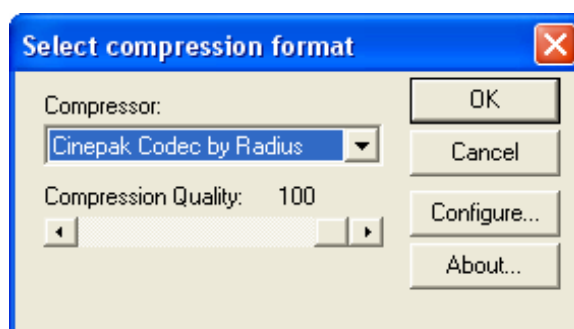 Select compression format
Compressor:
Cinepak Codec by Radius
Compression Quality: 100
OK
Cancel
Configure...
About...